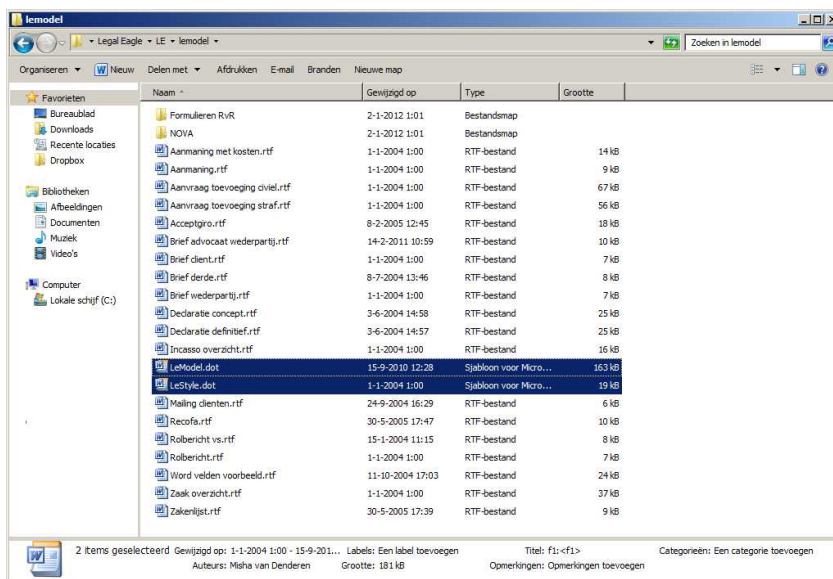 lemodel
Legal Eagle LE lemodel
Zoeken in lemodel
Organiseren Nieuw Delen met Afdrukken E-mail Branden Nieuwe map
Favorieten
Bureaublad
Downloads
Recente locaties
Dropbox
Bibliotheken
Afbeeldingen
Documenten
Muziek
Video's
Computer
Lokale schijf (C:)
Naam Gewijzigd op Type Grootte
Formulieren RvR 2-1-2012 1:01 Bestandsmap
NOVA 2-1-2012 1:01 Bestandsmap
Aanmaning met kosten.rtf 1-1-2004 1:00 RTF-bestand 14 kB
Aanmaning.rtf 1-1-2004 1:00 RTF-bestand 9 kB
Aanvraag toevoeging civiel.rtf 1-1-2004 1:00 RTF-bestand 67 kB
Aanvraag toevoeging straf.rtf 1-1-2004 1:00 RTF-bestand 56 kB
Acceptgiro.rtf 8-2-2005 12:45 RTF-bestand 18 kB
Brief advocaat wederpartij.rtf 14-2-2011 10:59 RTF-bestand 10 kB
Brief client.rtf 1-1-2004 1:00 RTF-bestand 7 kB
Brief derde.rtf 8-7-2004 13:46 RTF-bestand 8 kB
Brief wederpartij.rtf 1-1-2004 1:00 RTF-bestand 7 kB
Declaratie concept.rtf 3-6-2004 14:58 RTF-bestand 25 kB
Declaratie definitief.rtf 3-6-2004 14:57 RTF-bestand 25 kB
Incasso overzicht.rtf 1-1-2004 1:00 RTF-bestand 16 kB
LeModel.dot 15-9-2010 12:28 Sjabloon voor Micro... 163 kB
LeStyle.dot 1-1-2004 1:00 Sjabloon voor Micro... 19 kB
Mailing clienten.rtf 24-9-2004 16:29 RTF-bestand 6 kB
Recofa.rtf 30-5-2005 17:47 RTF-bestand 10 kB
Rolbericht vs.rtf 15-1-2004 11:15 RTF-bestand 8 kB
Rolbericht.rtf 1-1-2004 1:00 RTF-bestand 7 kB
Word velden voorbeeld.rtf 11-10-2004 17:03 RTF-bestand 24 kB
Zaak overzicht.rtf 1-1-2004 1:00 RTF-bestand 37 kB
Zakenlijst.rtf 30-5-2005 17:39 RTF-bestand 9 kB
2 items geselecteerd Gewijzigd op: 1-1-2004 1:00 - 15-9-201... Labels: Een label toevoegen Titel: f1:<f1> Categorieën: Een categorie toevoegen
Auteurs: Misha van Denderen Grootte: 181 kB Opmerkingen: Opmerkingen toevoegen